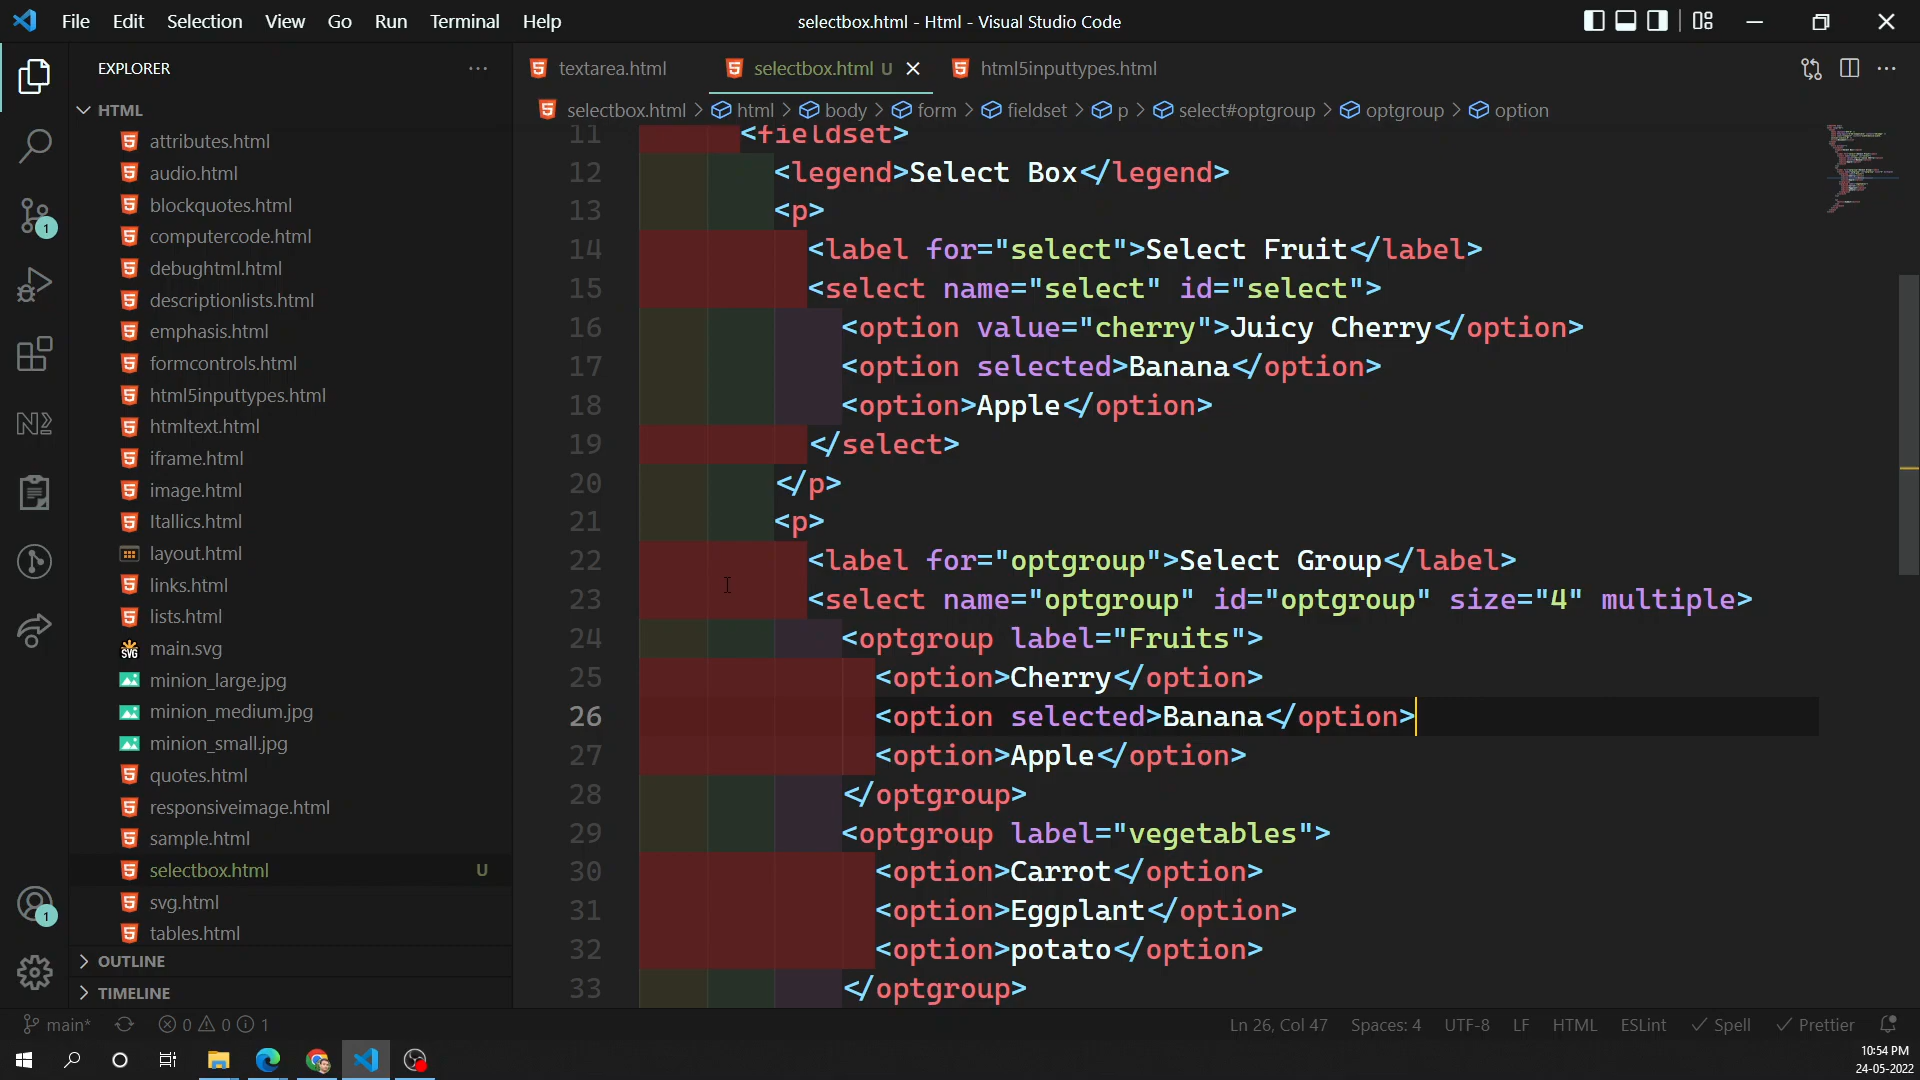 File Edit Selection View Go Run Terminal Help
selectbox.html - Html - Visual Studio Code
EXPLORER
textarea.html
selectbox.html U
html5inputtypes.html
HTML
selectbox.html > html > body > form > fieldset > p > select#optgroup > optgroup > option
attributes.html
audio.html
blockquotes.html
computercode.html
debughtml.html
descriptionlists.html
emphasis.html
formcontrols.html
html5inputtypes.html
htmltext.html
iframe.html
image.html
Itallics.html
layout.html
links.html
lists.html
main.svg
minion_large.jpg
minion_medium.jpg
minion_small.jpg
quotes.html
responsiveimage.html
sample.html
selectbox.html U
svg.html
tables.html
OUTLINE
TIMELINE
1
1
11 <fieldset>
12 <legend>Select Box</legend>
13 <p>
14 <label for="select">Select Fruit</label>
15 <select name="select" id="select">
16 <option value="cherry">Juicy Cherry</option>
17 <option selected>Banana</option>
18 <option>Apple</option>
19 </select>
20 </p>
21 <p>
22 <label for="optgroup">Select Group</label>
23 <select name="optgroup" id="optgroup" size="4" multiple>
24 <optgroup label="Fruits">
25 <option>Cherry</option>
26 <option selected>Banana</option>
27 <option>Apple</option>
28 </optgroup>
29 <optgroup label="vegetables">
30 <option>Carrot</option>
31 <option>Eggplant</option>
32 <option>potato</option>
33 </optgroup>
main* 0 0 1
Ln 26, Col 47 Spaces: 4 UTF-8 LF HTML ESLint Spell Prettier
10:54 PM
24-05-2022